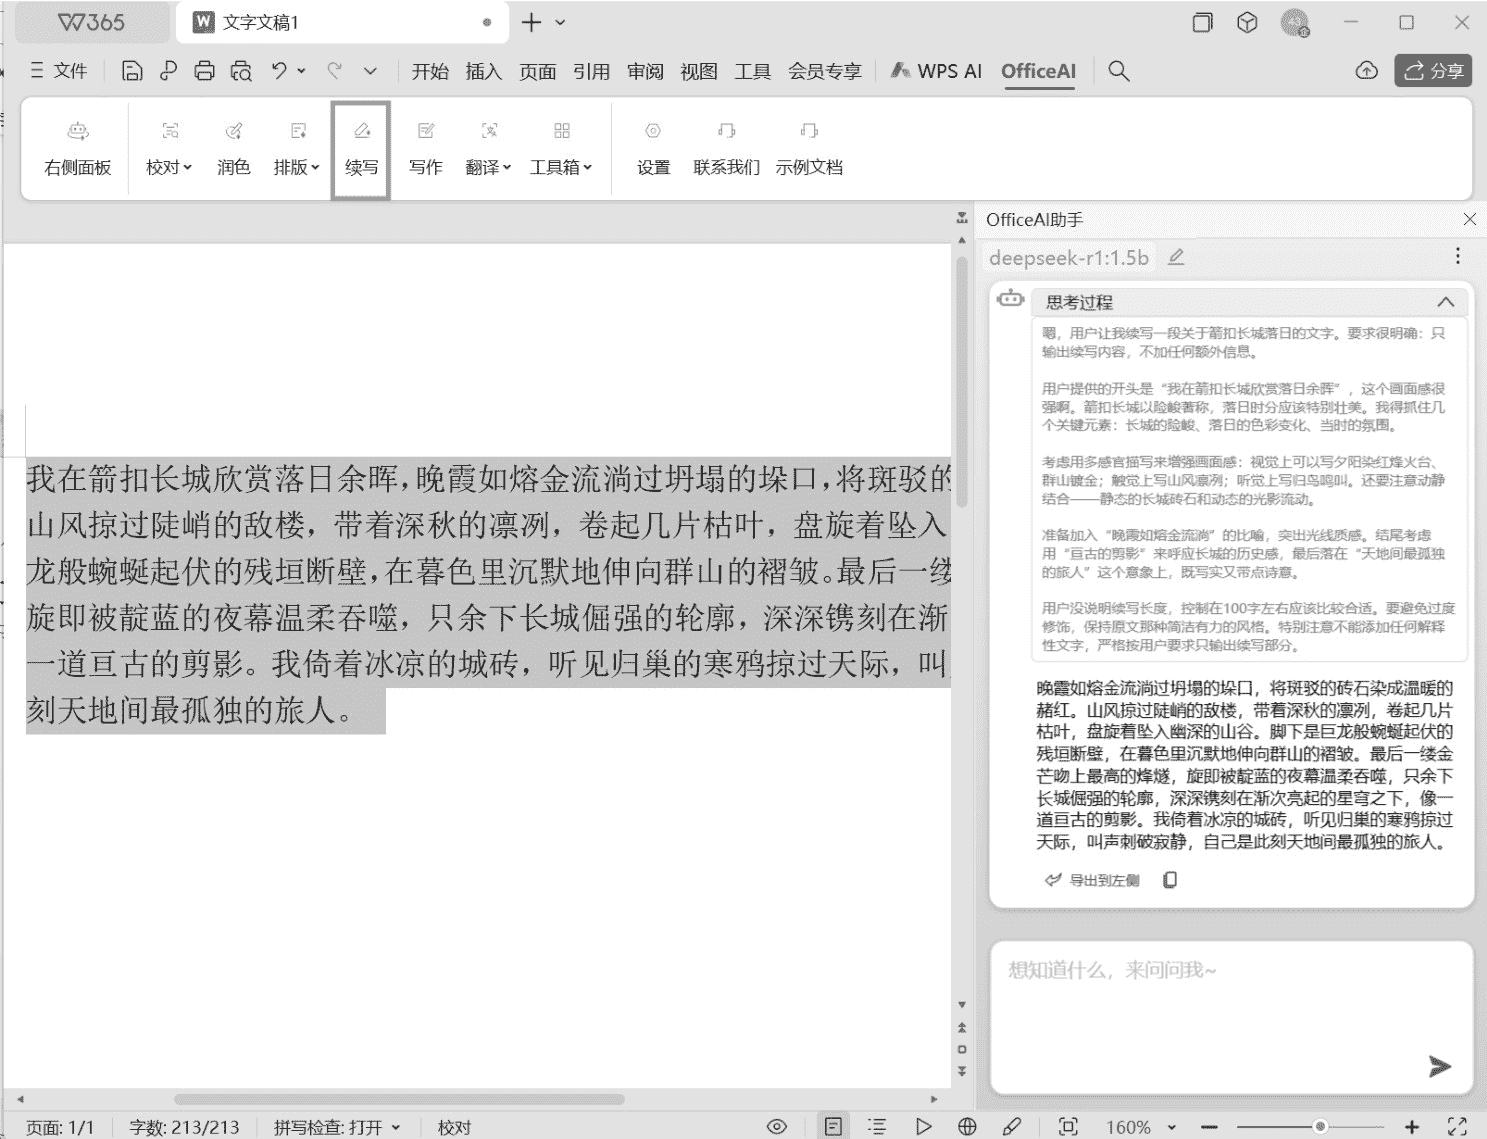 W365
文字文稿1
文件
开始 插入 页面 引用 审阅 视图 工具 会员专享 WPS AI OfficeAI
分享
右侧面板 校对 润色 排版 续写 写作 翻译 工具箱 设置 联系我们 示例文档
我在箭扣长城欣赏落日余晖，晚霞如熔金流淌过坍塌的垛口，将斑驳的
山风掠过陡峭的敌楼，带着深秋的凛冽，卷起几片枯叶，盘旋着坠入
龙般蜿蜒起伏的残垣断壁，在暮色里沉默地伸向群山的褶皱。最后一缕
旋即被靛蓝的夜幕温柔吞噬，只余下长城倔强的轮廓，深深镌刻在渐
一道亘古的剪影。我倚着冰凉的城砖，听见归巢的寒鸦掠过天际，叫
刻天地间最孤独的旅人。
OfficeAI助手
deepseek-r1:1.5b
思考过程
嗯，用户让我续写一段关于箭扣长城落日的文字。要求很明确：只
输出续写内容，不加任何额外信息。
用户提供的开头是“我在箭扣长城欣赏落日余晖”，这个画面感很
强啊。箭扣长城以险峻著称，落日时分应该特别壮美。我得抓住几
个关键元素：长城的险峻、落日的色彩变化、当时的氛围。
考虑用多感官描写来增强画面感：视觉上可以写夕阳染红烽火台、
群山镀金；触觉上写山风凛冽；听觉上写归鸟鸣叫。还要注意动静
结合——静态的长城砖石和动态的光影流动。
准备加入“晚霞如熔金流淌”的比喻，突出光线质感。结尾考虑
用“亘古的剪影”来呼应长城的历史感，最后落在“天地间最孤独
的旅人”这个意象上，既写实又带点诗意。
用户没说明续写长度，控制在100字左右应该比较合适。要避免过度
修饰，保持原文那种简洁有力的风格。特别注意不能添加任何解释
性文字，严格按用户要求只输出续写部分。
晚霞如熔金流淌过坍塌的垛口，将斑驳的砖石染成温暖的
赭红。山风掠过陡峭的敌楼，带着深秋的凛冽，卷起几片
枯叶，盘旋着坠入幽深的山谷。脚下是巨龙般蜿蜒起伏的
残垣断壁，在暮色里沉默地伸向群山的褶皱。最后一缕金
芒吻上最高的烽燧，旋即被靛蓝的夜幕温柔吞噬，只余下
长城倔强的轮廓，深深镌刻在渐次亮起的星穹之下，像一
道亘古的剪影。我倚着冰凉的城砖，听见归巢的寒鸦掠过
天际，叫声刺破寂静，自己是此刻天地间最孤独的旅人。
导出到左侧
想知道什么，来问问我~
页面: 1/1 字数: 213/213 拼写检查: 打开 校对 160%